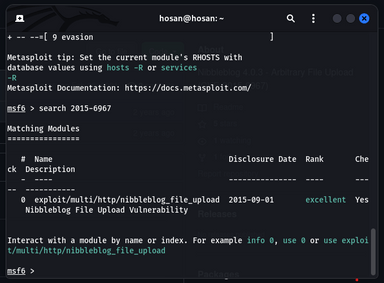 hosan@hosan: ~
+ -- --=[ 9 evasion ]
Metasploit tip: Set the current module's RHOSTS with
database values using hosts -R or services
-R
Metasploit Documentation: https://docs.metasploit.com/
msf6 > search 2015-6967
Matching Modules
================
# Name Disclosure Date Rank Che
ck Description
- ---- --------------- ---- ---
-- -----------
0 exploit/multi/http/nibbleblog_file_upload 2015-09-01 excellent Yes
Nibbleblog File Upload Vulnerability
Interact with a module by name or index. For example info 0, use 0 or use exploi
t/multi/http/nibbleblog_file_upload
msf6 >